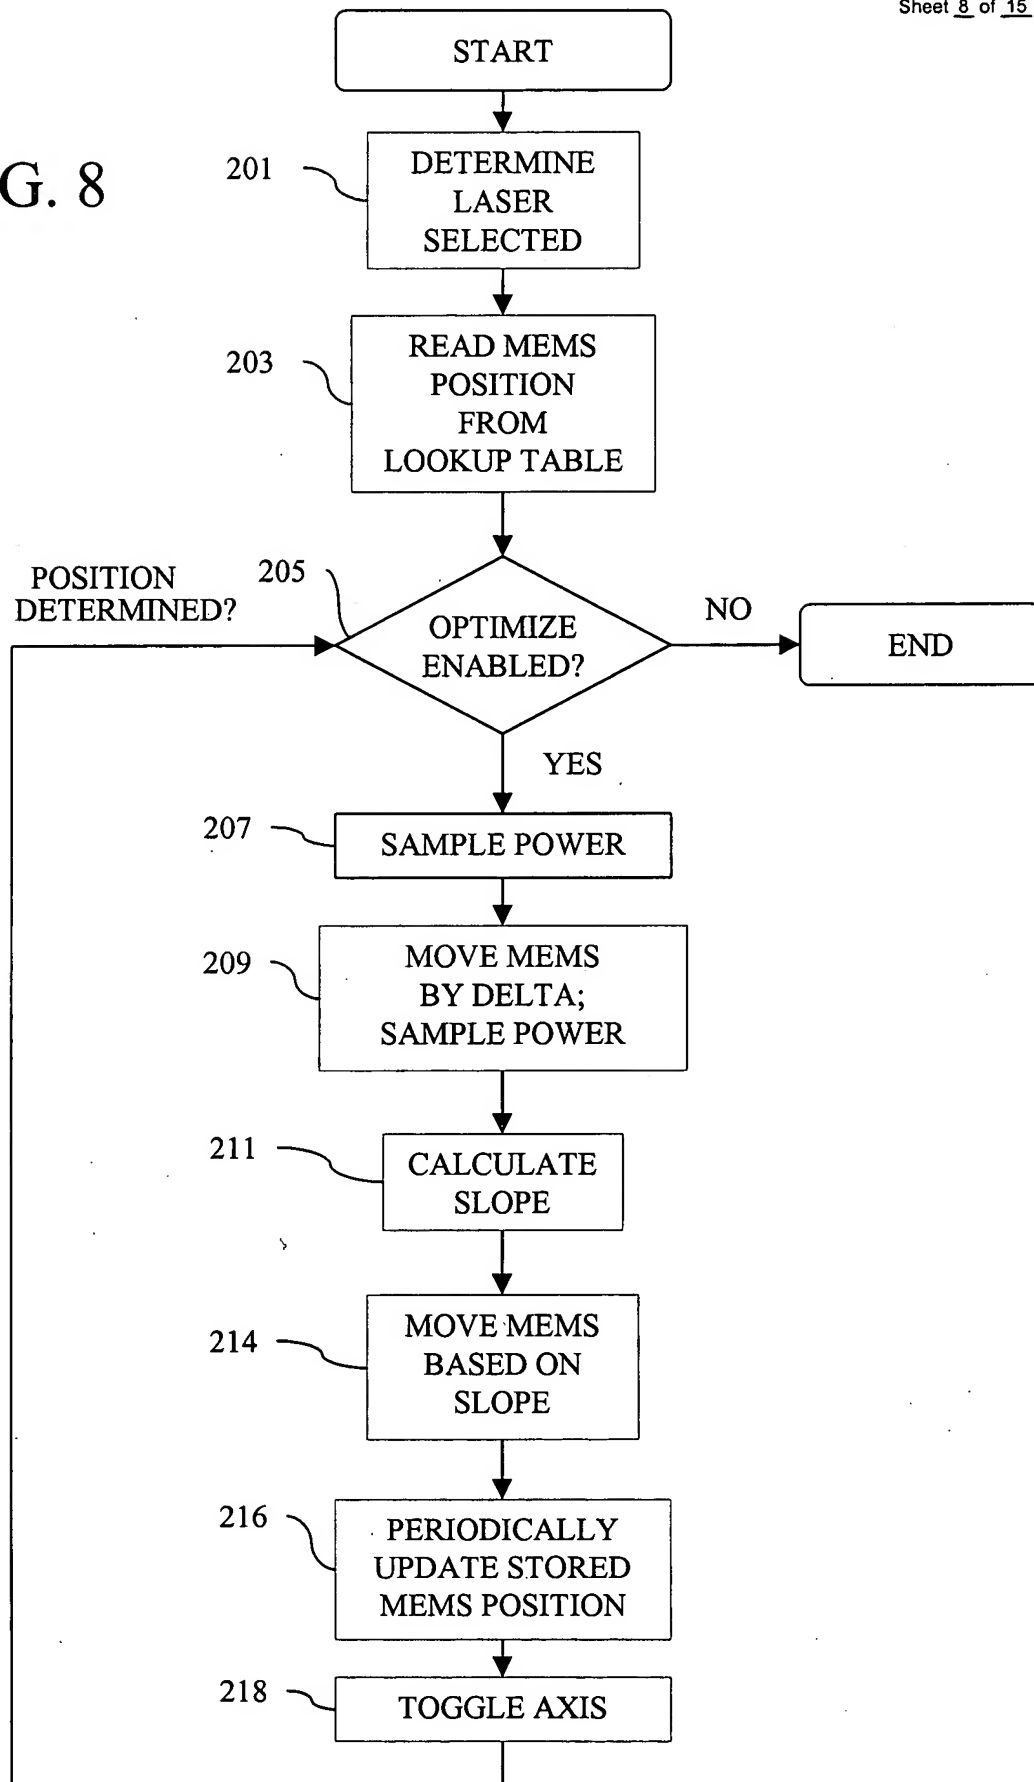 Sheet 8 of 15
START
G. 8
201
DETERMINE
LASER
SELECTED
203
READ MEMS
POSITION
FROM
LOOKUP TABLE
POSITION
DETERMINED?
205
OPTIMIZE
ENABLED?
NO
END
YES
207
SAMPLE POWER
209
MOVE MEMS
BY DELTA;
SAMPLE POWER
211
CALCULATE
SLOPE
214
MOVE MEMS
BASED ON
SLOPE
216
PERIODICALLY
UPDATE STORED
MEMS POSITION
218
TOGGLE AXIS